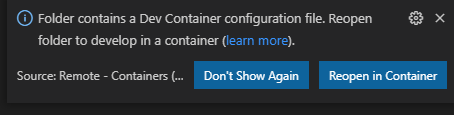 Folder contains a Dev Container configuration file. Reopen
folder to develop in a container (learn more).
Source: Remote - Containers (...
Don't Show Again
Reopen in Container